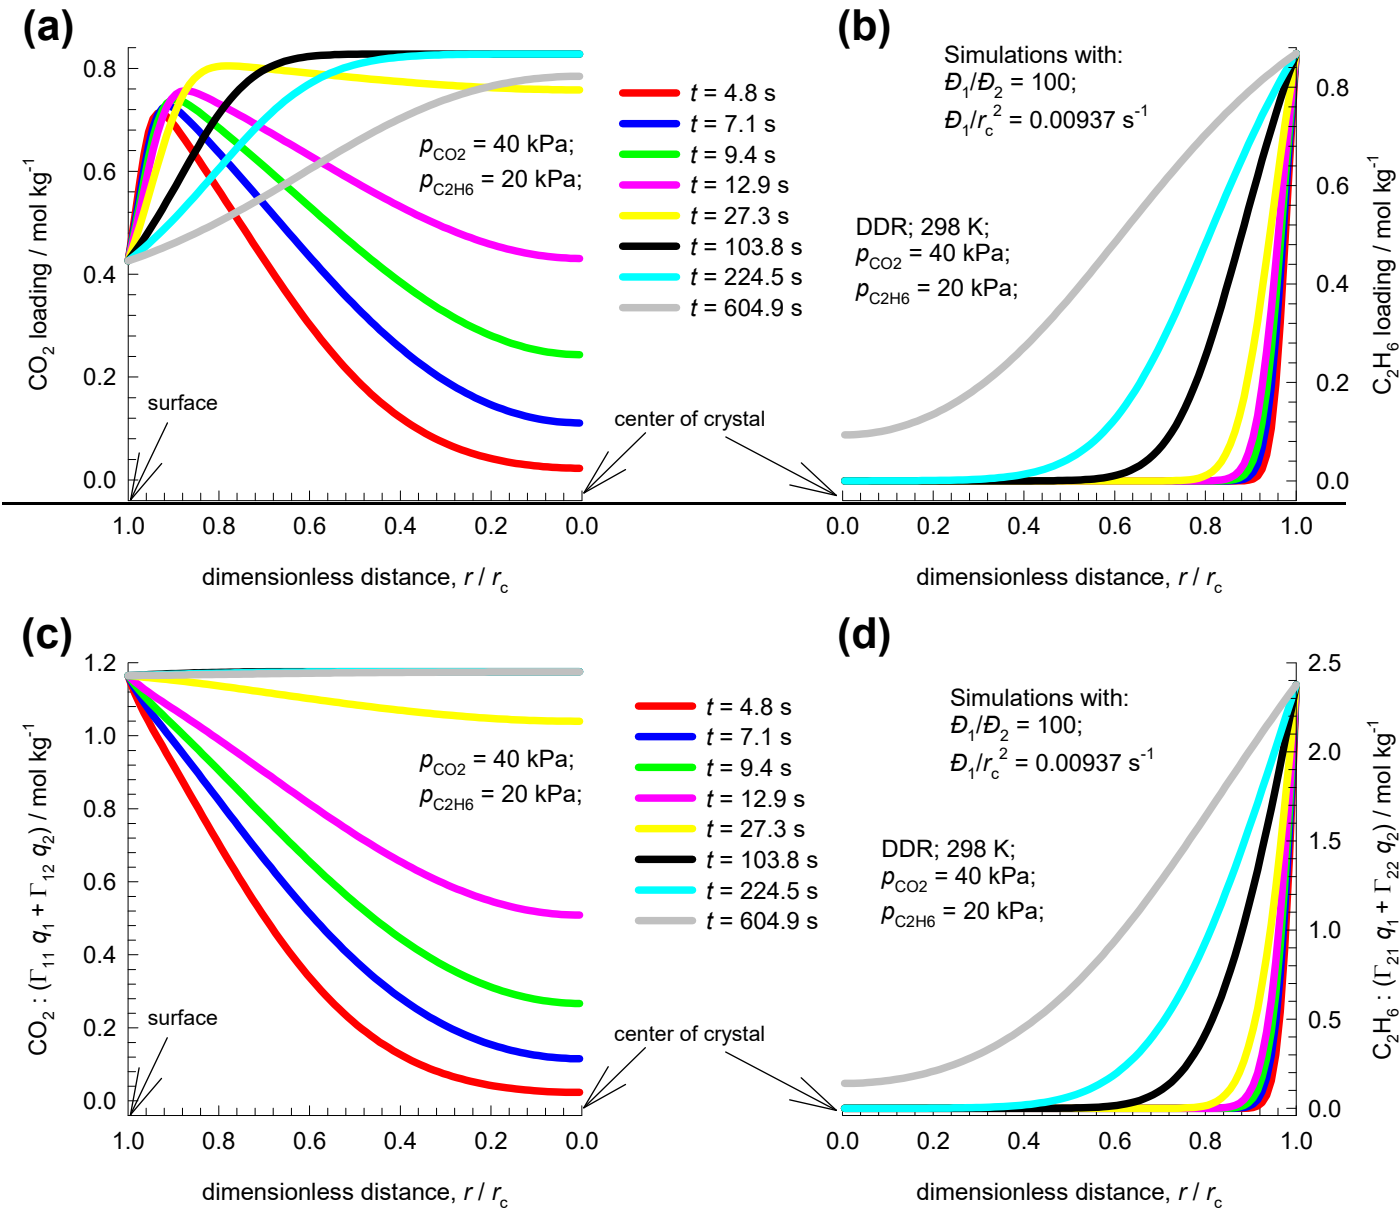 (a)
CO2 loading / mol kg-1
0.8
0.6
0.4
0.2
0.0
1.0 0.8 0.6 0.4 0.2 0.0
dimensionless distance, r / rc
pCO2 = 40 kPa;
pC2H6 = 20 kPa;
surface
center of crystal
t = 4.8 s
t = 7.1 s
t = 9.4 s
t = 12.9 s
t = 27.3 s
t = 103.8 s
t = 224.5 s
t = 604.9 s
(b)
Simulations with:
Đ1/Đ2 = 100;
Đ1/rc2 = 0.00937 s-1
DDR; 298 K;
pCO2 = 40 kPa;
pC2H6 = 20 kPa;
0.8
0.6
0.4
0.2
0.0
C2H6 loading / mol kg-1
0.0 0.2 0.4 0.6 0.8 1.0
dimensionless distance, r / rc
(c)
CO2 : (Γ11 q1 + Γ12 q2) / mol kg-1
1.2
1.0
0.8
0.6
0.4
0.2
0.0
1.0 0.8 0.6 0.4 0.2 0.0
dimensionless distance, r / rc
pCO2 = 40 kPa;
pC2H6 = 20 kPa;
surface
center of crystal
t = 4.8 s
t = 7.1 s
t = 9.4 s
t = 12.9 s
t = 27.3 s
t = 103.8 s
t = 224.5 s
t = 604.9 s
(d)
Simulations with:
Đ1/Đ2 = 100;
Đ1/rc2 = 0.00937 s-1
DDR; 298 K;
pCO2 = 40 kPa;
pC2H6 = 20 kPa;
2.5
2.0
1.5
1.0
0.5
0.0
C2H6 : (Γ21 q1 + Γ22 q2) / mol kg-1
0.0 0.2 0.4 0.6 0.8 1.0
dimensionless distance, r / rc